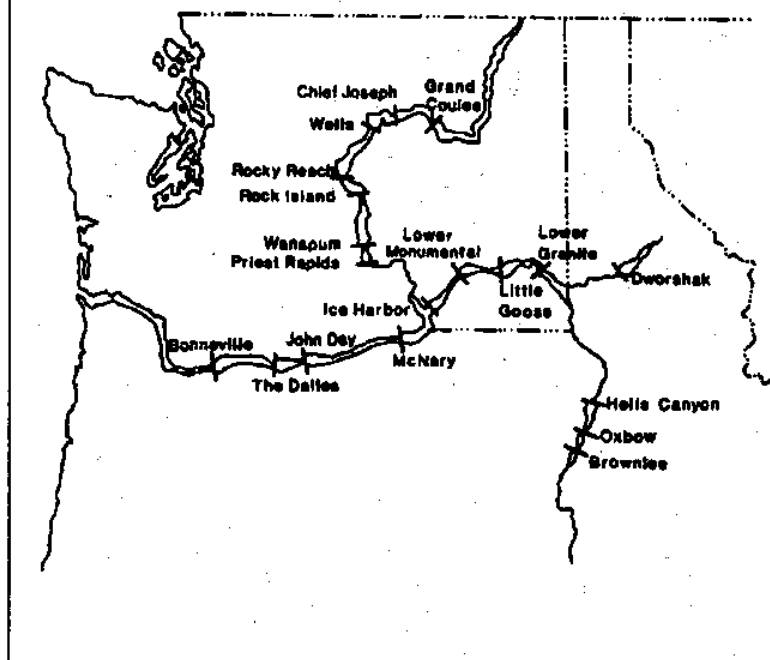 Chief Joseph
Grand
Coulee
Wells
Rocky Reach
Rock Island
Wanapum
Priest Rapids
Lower
Monumental
Lower
Granite
Little
Goose
Dworshak
Ice Harbor
Bonneville
John Day
The Dalles
McNary
Hells Canyon
Oxbow
Brownlee